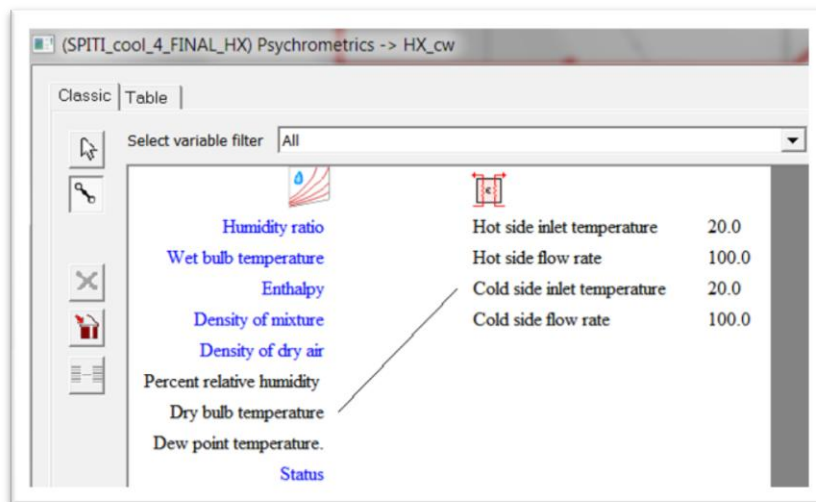 (SPITI_cool_4_FINAL_HX) Psychrometrics -> HX_cw
Classic Table
Select variable filter All
Humidity ratio Hot side inlet temperature 20.0
Wet bulb temperature Hot side flow rate 100.0
Enthalpy Cold side inlet temperature 20.0
Density of mixture Cold side flow rate 100.0
Density of dry air
Percent relative humidity
Dry bulb temperature
Dew point temperature.
Status